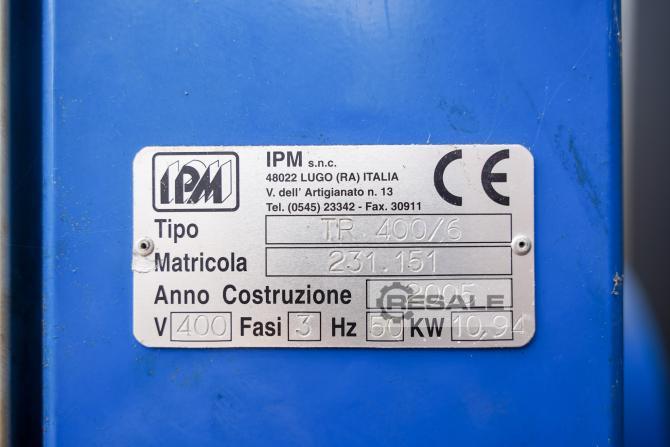 IPM
IPM s.n.c.
48022 LUGO (RA) ITALIA
V. dell' Artigianato n. 13
Tel. (0545) 23342 - Fax. 30911
CE
Tipo TR 400/6
Matricola 231.151
Anno Costruzione 2005
RESALE
V 400 Fasi 3 Hz 50 KW 10,94